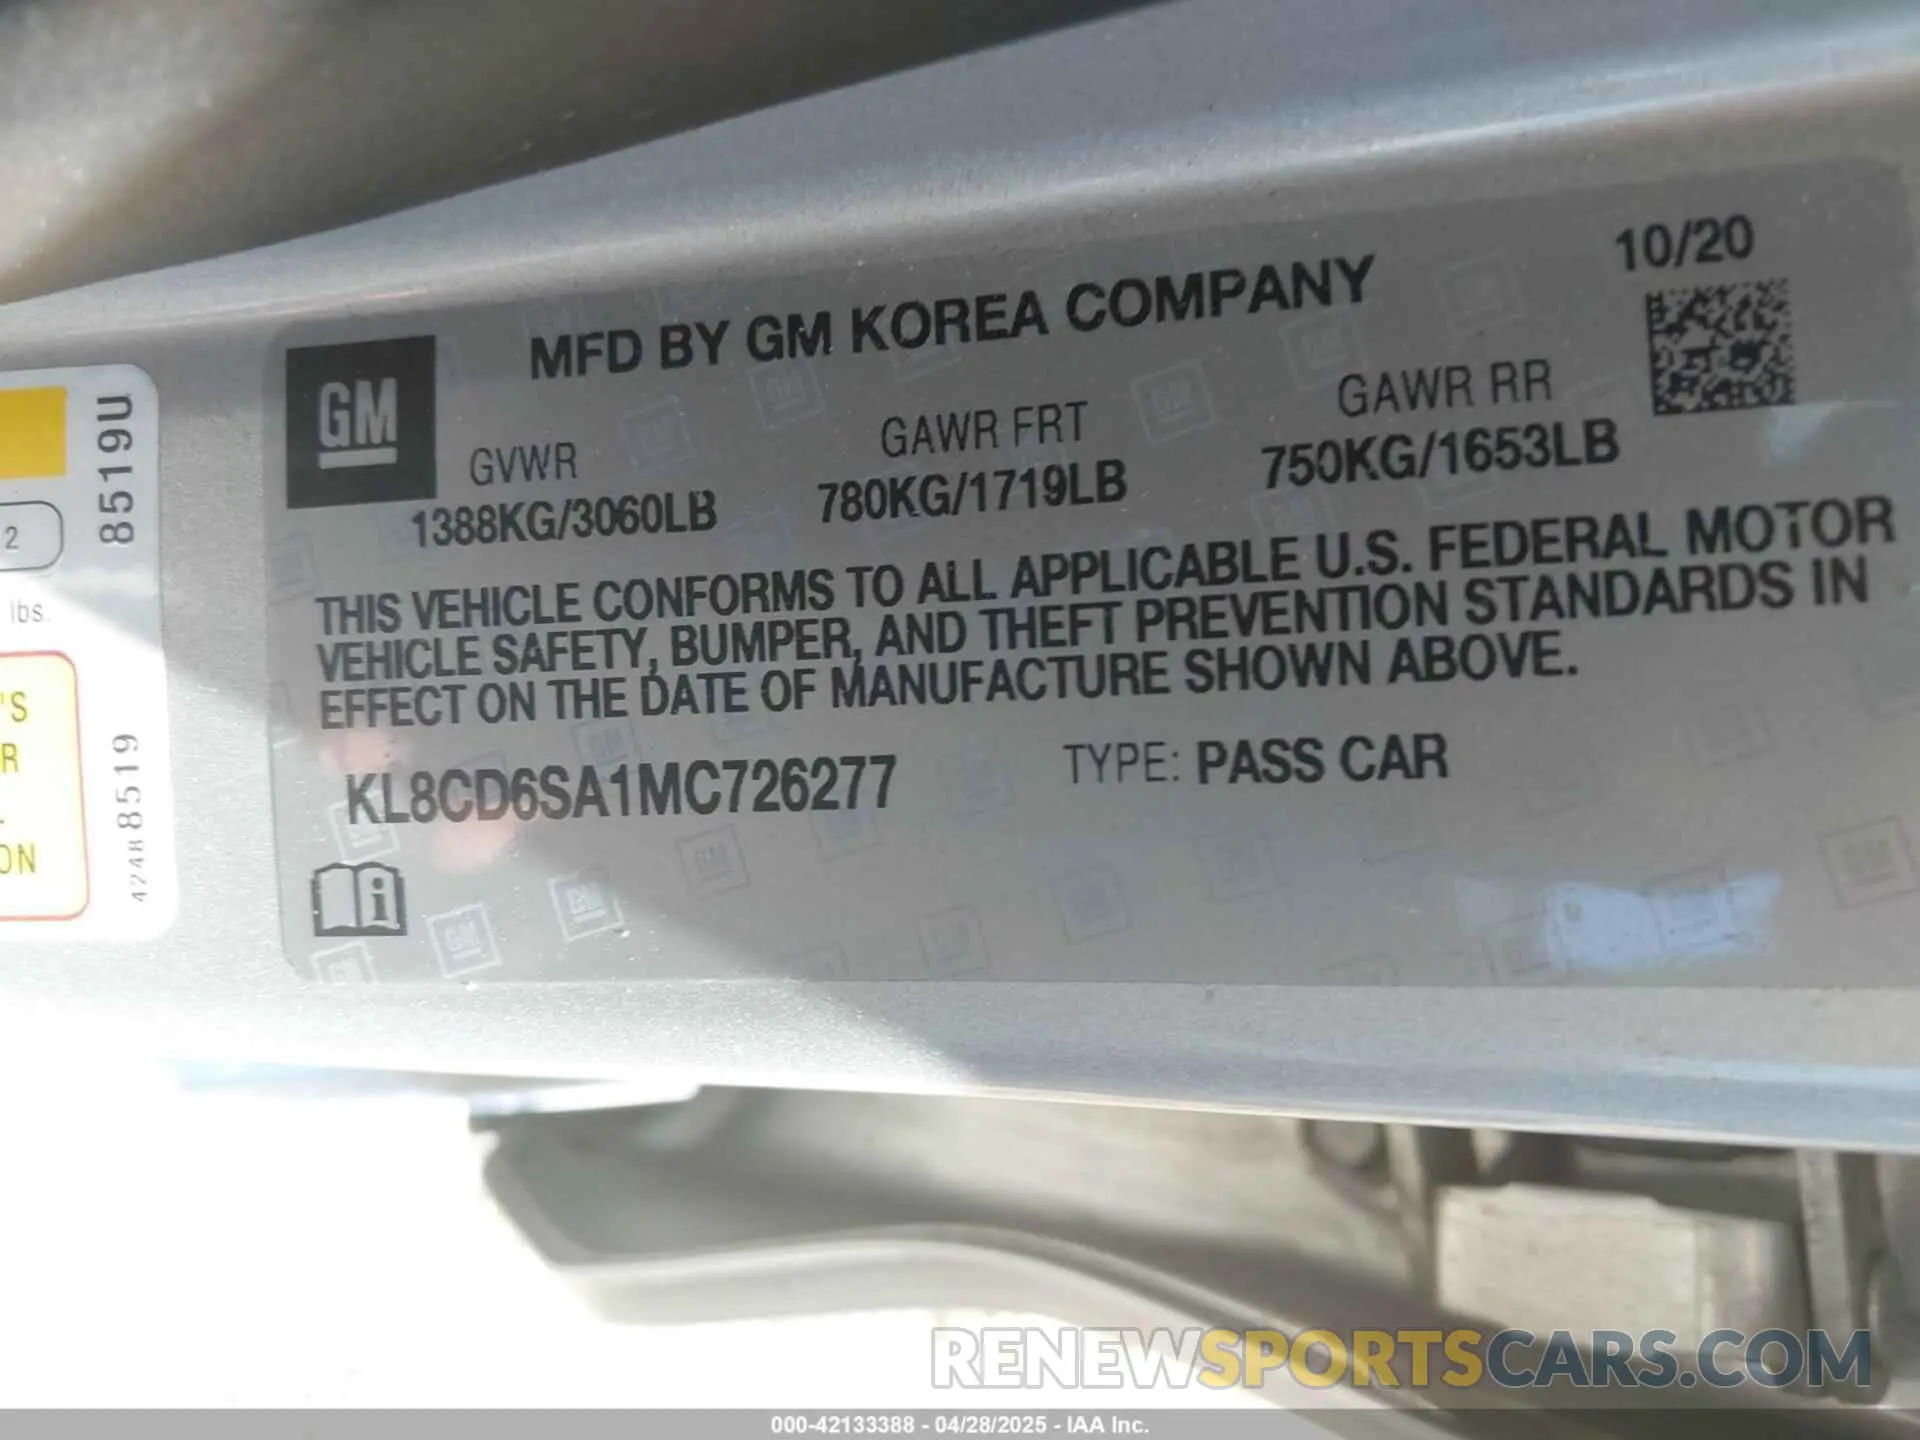 10/20
MFD BY GM KOREA COMPANY
GM
GVWR GAWR FRT GAWR RR
1388KG/3060LB 780KG/1719LB 750KG/1653LB
THIS VEHICLE CONFORMS TO ALL APPLICABLE U.S. FEDERAL MOTOR
VEHICLE SAFETY, BUMPER, AND THEFT PREVENTION STANDARDS IN
EFFECT ON THE DATE OF MANUFACTURE SHOWN ABOVE.
KL8CD6SA1MC726277 TYPE: PASS CAR
i
8519U
42488519
2
lbs.
'S
R
ON
RENEWSPORTSCARS.COM
000-42133388 - 04/28/2025 - IAA Inc.